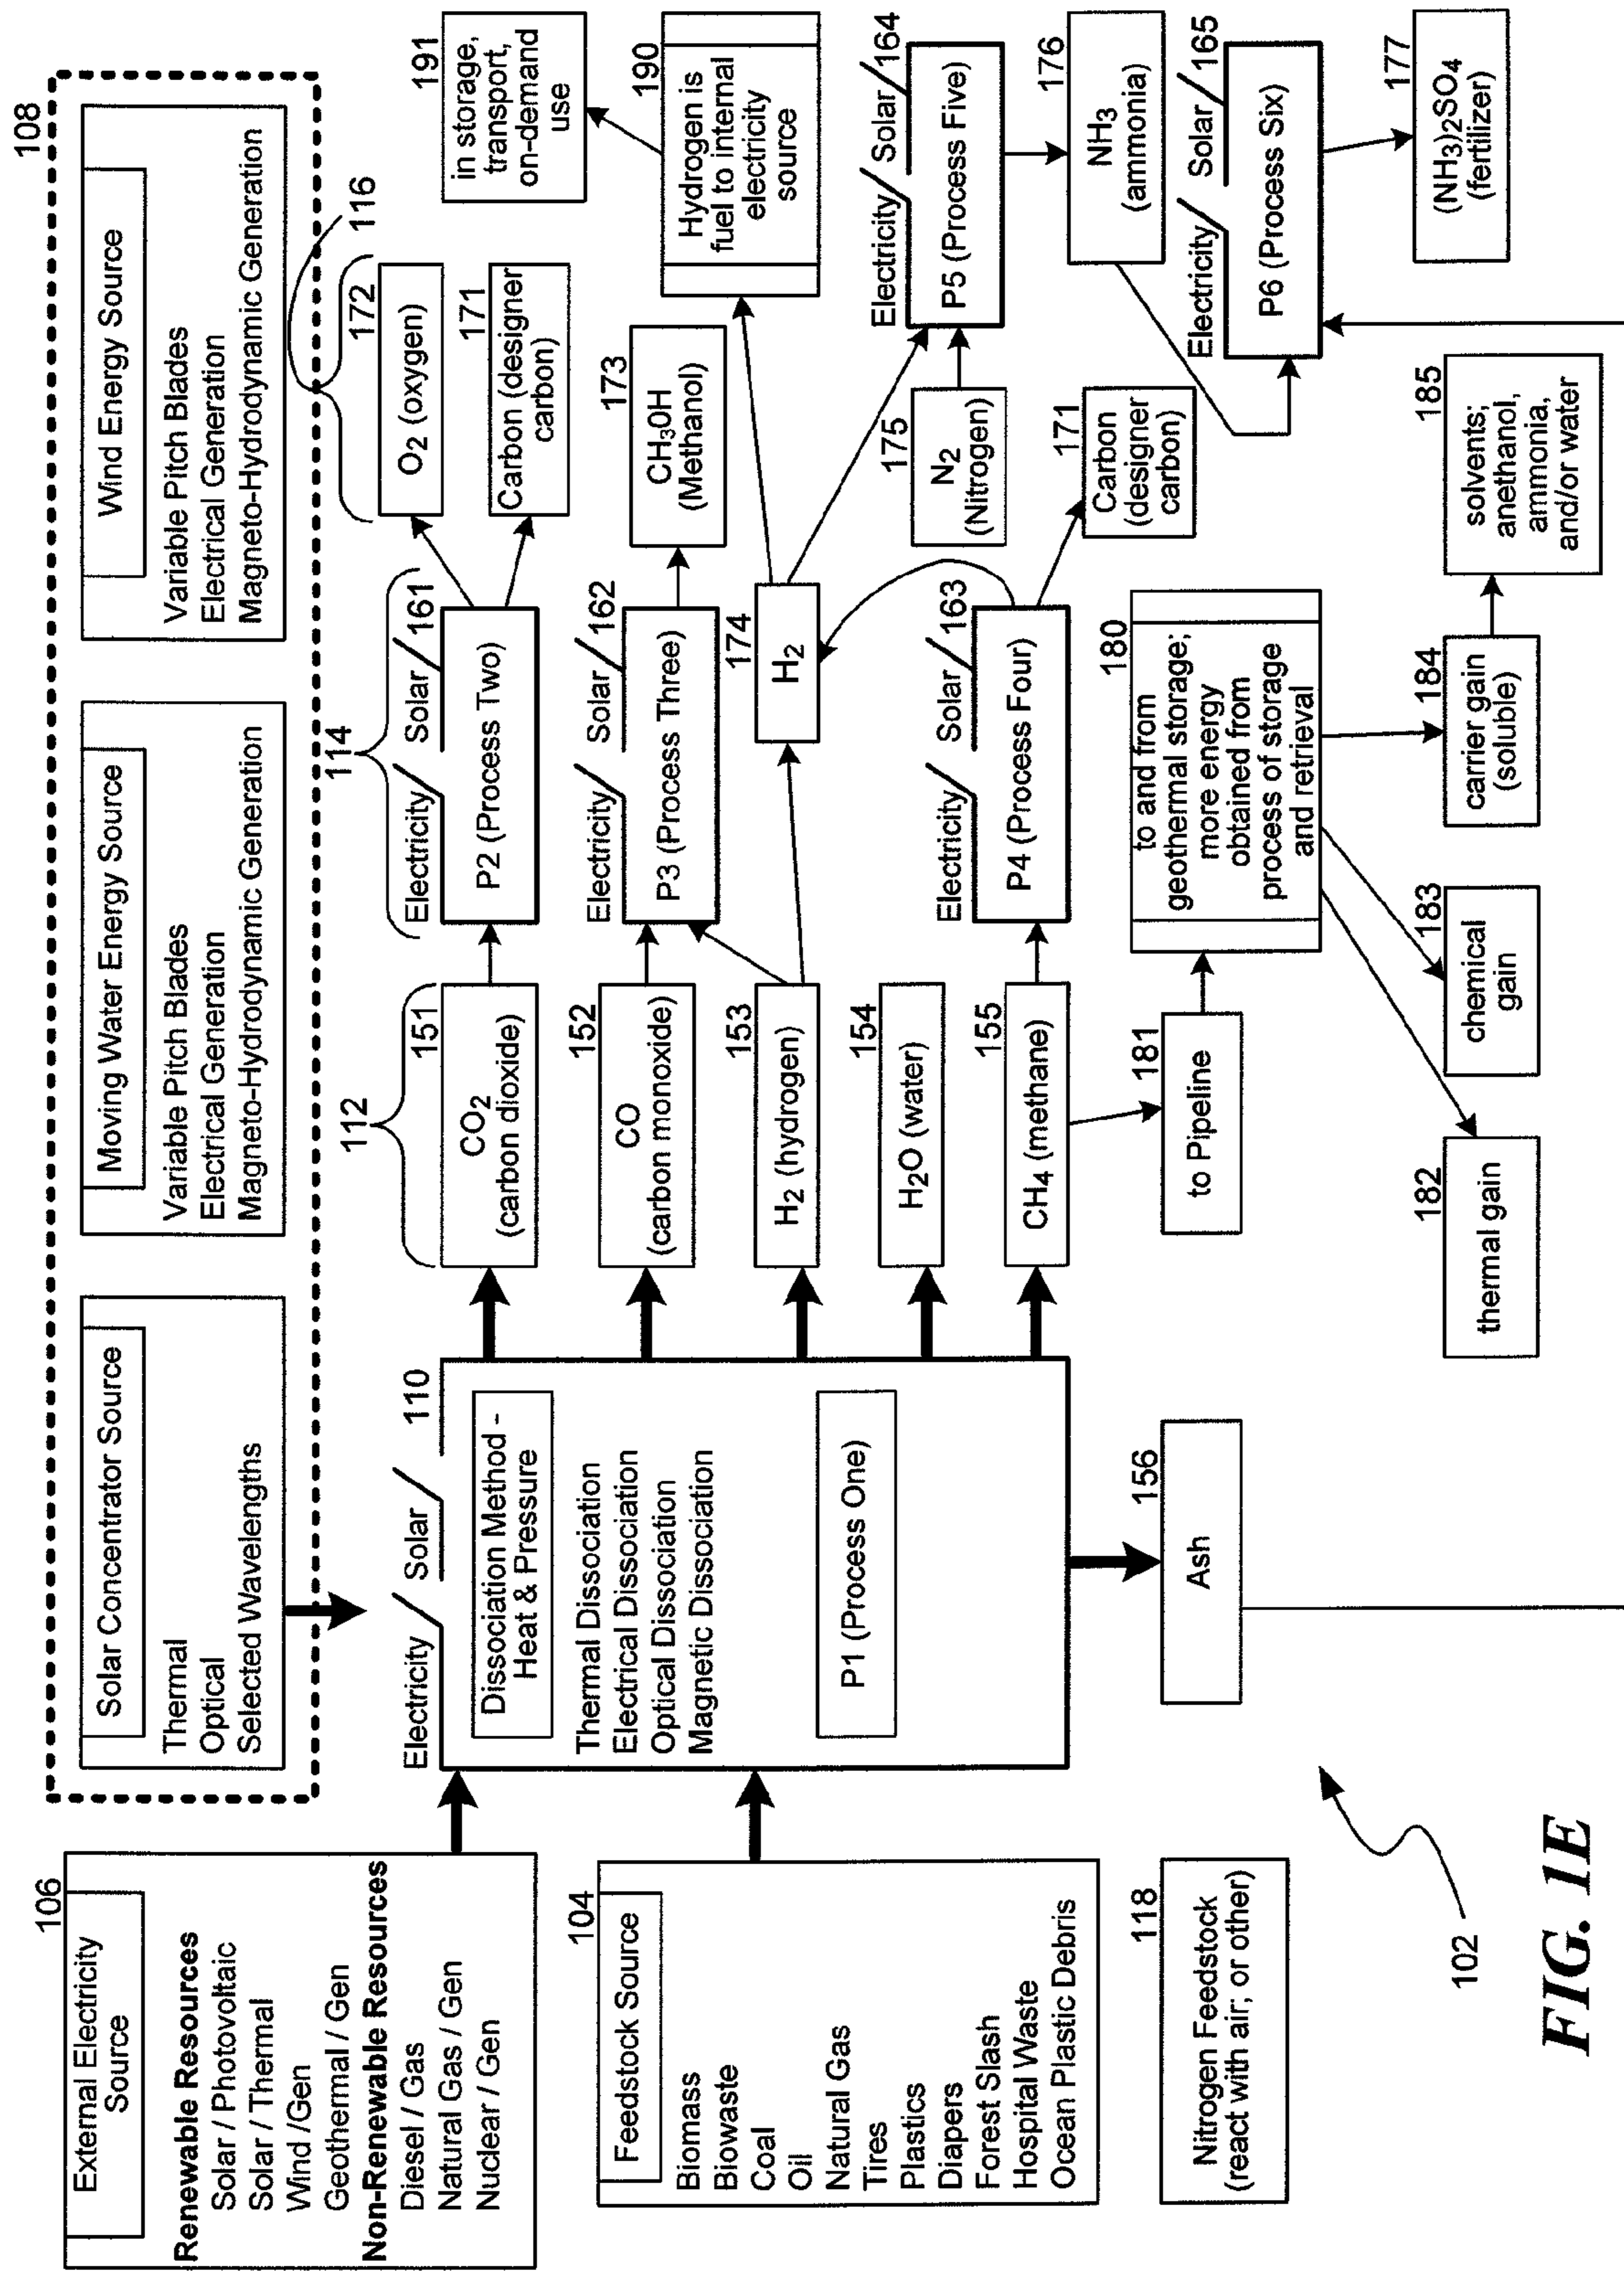 108
Solar Concentrator Source
Thermal
Optical
Selected Wavelengths
Moving Water Energy Source
Variable Pitch Blades
Electrical Generation
Magneto-Hydrodynamic Generation
Wind Energy Source
Variable Pitch Blades
Electrical Generation
Magneto-Hydrodynamic Generation
116
106
External Electricity
Source
Renewable Resources
Solar / Photovoltaic
Solar / Thermal
Wind /Gen
Geothermal / Gen
Non-Renewable Resources
Diesel / Gas
Natural Gas / Gen
Nuclear / Gen
104
Feedstock Source
Biomass
Biowaste
Coal
Oil
Natural Gas
Tires
Plastics
Diapers
Forest Slash
Hospital Waste
Ocean Plastic Debris
118
Nitrogen Feedstock
(react with air; or other)
102
Electricity
Solar
110
Dissociation Method -
Heat & Pressure
Thermal Dissociation
Electrical Dissociation
Optical Dissociation
Magnetic Dissociation
P1 (Process One)
156
Ash
112
151
CO2
(carbon dioxide)
152
CO
(carbon monoxide)
153
H2 (hydrogen)
154
H2O (water)
155
CH4 (methane)
181
to Pipeline
114
Electricity
Solar
161
P2 (Process Two)
Electricity
Solar
162
P3 (Process Three)
174
H2
Electricity
Solar
163
P4 (Process Four)
180
to and from
geothermal storage;
more energy
obtained from
process of storage
and retrieval
182
thermal gain
183
chemical
gain
184
carrier gain
(soluble)
185
solvents;
anethanol,
ammonia,
and/or water
172
O2 (oxygen)
171
Carbon (designer
carbon)
173
CH3OH
(Methanol)
175
N2
(Nitrogen)
171
Carbon
(designer
carbon)
191
in storage,
transport,
on-demand
use
190
Hydrogen is
fuel to internal
electricity
source
Electricity
Solar
164
P5 (Process Five)
176
NH3
(ammonia)
Electricity
Solar
165
P6 (Process Six)
177
(NH3)2SO4
(fertilizer)
FIG. 1E